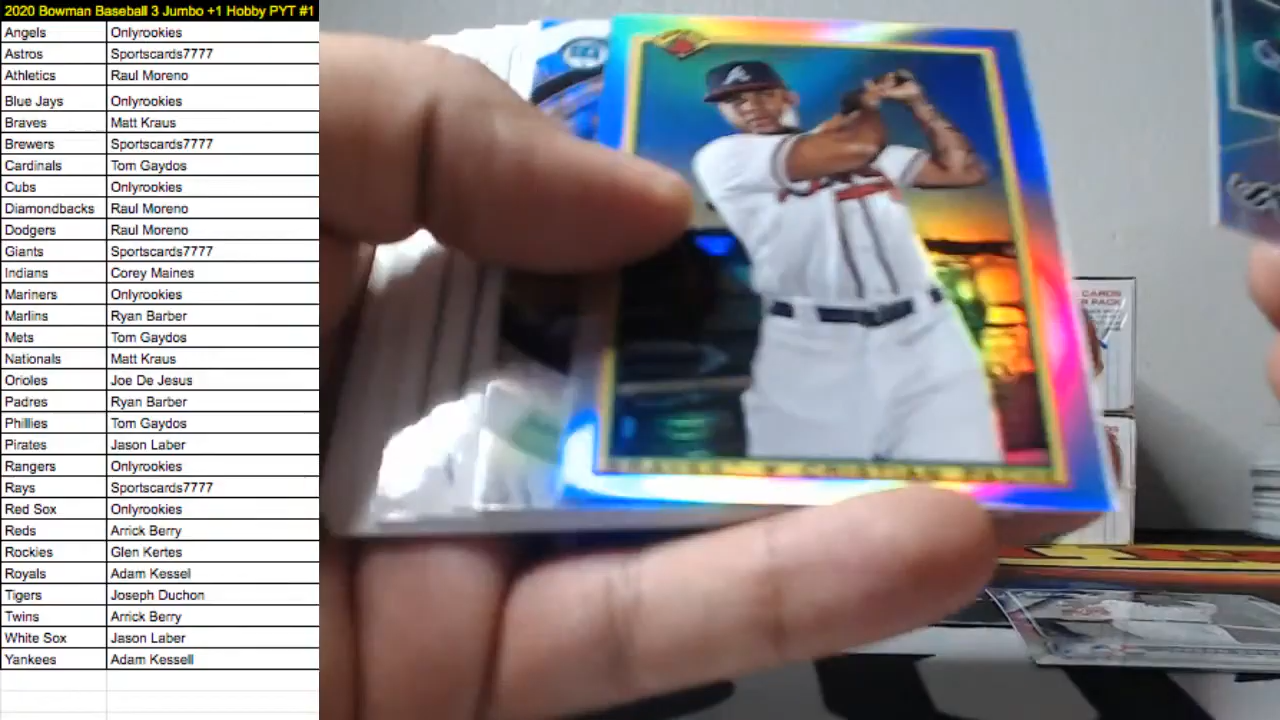 2020 Bowman Baseball 3 Jumbo +1 Hobby PYT #1
Angels Onlyrookies
Astros Sportscards7777
Athletics Raul Moreno
Blue Jays Onlyrookies
Braves Matt Kraus
Brewers Sportscards7777
Cardinals Tom Gaydos
Cubs Onlyrookies
Diamondbacks Raul Moreno
Dodgers Raul Moreno
Giants Sportscards7777
Indians Corey Maines
Mariners Onlyrookies
Marlins Ryan Barber
Mets Tom Gaydos
Nationals Matt Kraus
Orioles Joe De Jesus
Padres Ryan Barber
Phillies Tom Gaydos
Pirates Jason Laber
Rangers Onlyrookies
Rays Sportscards7777
Red Sox Onlyrookies
Reds Arrick Berry
Rockies Glen Kertes
Royals Adam Kessel
Tigers Joseph Duchon
Twins Arrick Berry
White Sox Jason Laber
Yankees Adam Kessell
A
CARDS
PACK
CRISTIAN